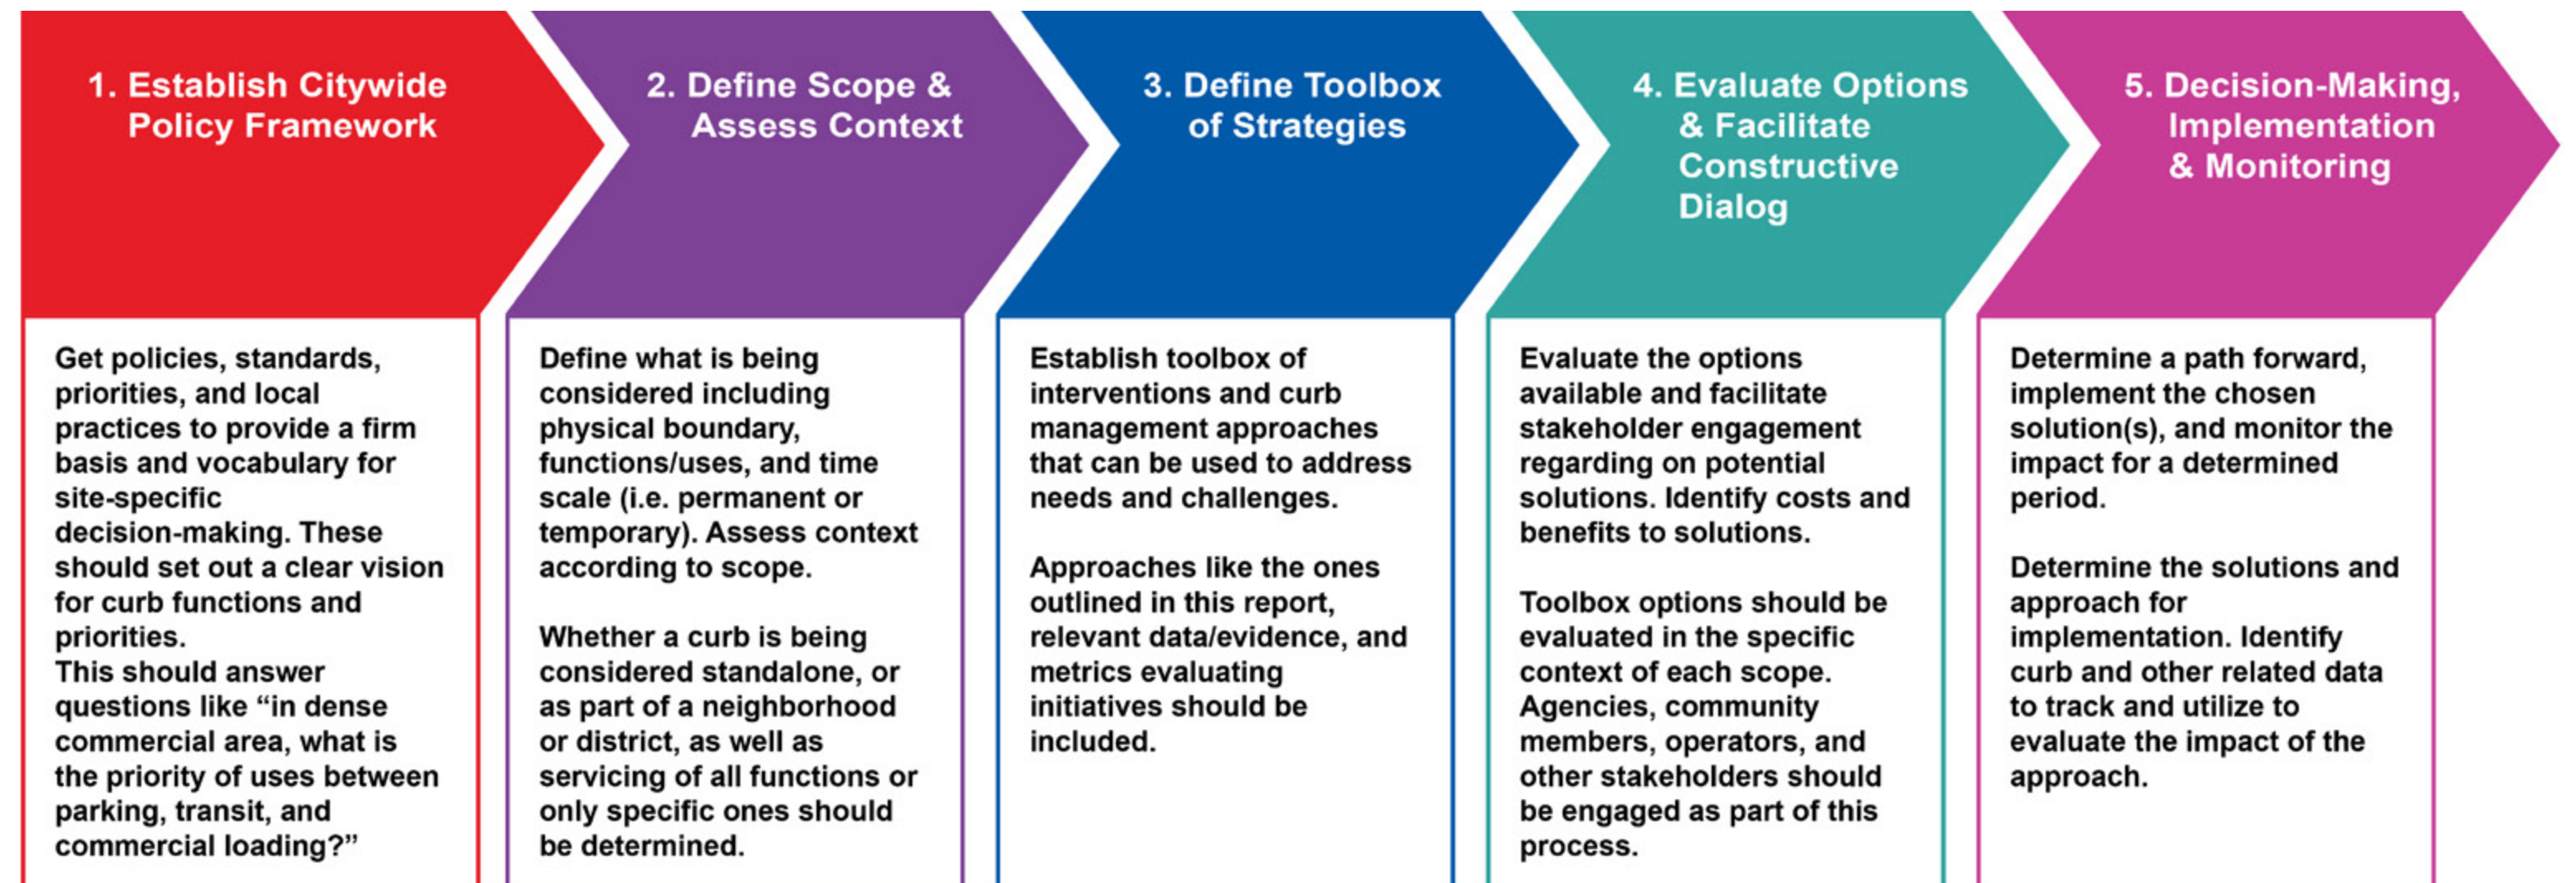 1. Establish Citywide
Policy Framework
Get policies, standards,
priorities, and local
practices to provide a firm
basis and vocabulary for
site-specific
decision-making. These
should set out a clear vision
for curb functions and
priorities.
This should answer
questions like “in dense
commercial area, what is
the priority of uses between
parking, transit, and
commercial loading?”
2. Define Scope &
Assess Context
Define what is being
considered including
physical boundary,
functions/uses, and time
scale (i.e. permanent or
temporary). Assess context
according to scope.
Whether a curb is being
considered standalone, or
as part of a neighborhood
or district, as well as
servicing of all functions or
only specific ones should
be determined.
3. Define Toolbox
of Strategies
Establish toolbox of
interventions and curb
management approaches
that can be used to address
needs and challenges.
Approaches like the ones
outlined in this report,
relevant data/evidence, and
metrics evaluating
initiatives should be
included.
4. Evaluate Options
& Facilitate
Constructive
Dialog
Evaluate the options
available and facilitate
stakeholder engagement
regarding on potential
solutions. Identify costs and
benefits to solutions.
Toolbox options should be
evaluated in the specific
context of each scope.
Agencies, community
members, operators, and
other stakeholders should
be engaged as part of this
process.
5. Decision-Making,
Implementation
& Monitoring
Determine a path forward,
implement the chosen
solution(s), and monitor the
impact for a determined
period.
Determine the solutions and
approach for
implementation. Identify
curb and other related data
to track and utilize to
evaluate the impact of the
approach.